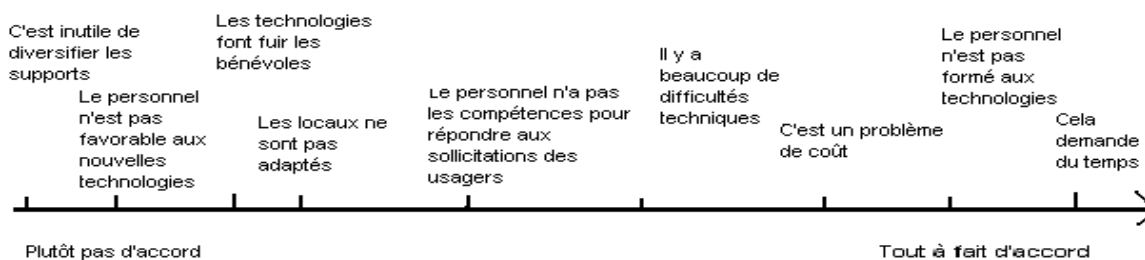 C'est inutile de
diversifier les
supports
Le personnel
n'est pas
favorable aux
nouvelles
technologies
Les technologies
font fuir les
bénévoles
Les locaux ne
sont pas
adaptés
Le personnel n'a pas
les compétences pour
répondre aux
sollicitations des
usagers
Il y a
beaucoup de
difficultés
techniques
C'est un problème
de coût
Le personnel
n'est pas
formé aux
technologies
Cela
demande
du temps
Plutôt pas d'accord
Tout à fait d'accord